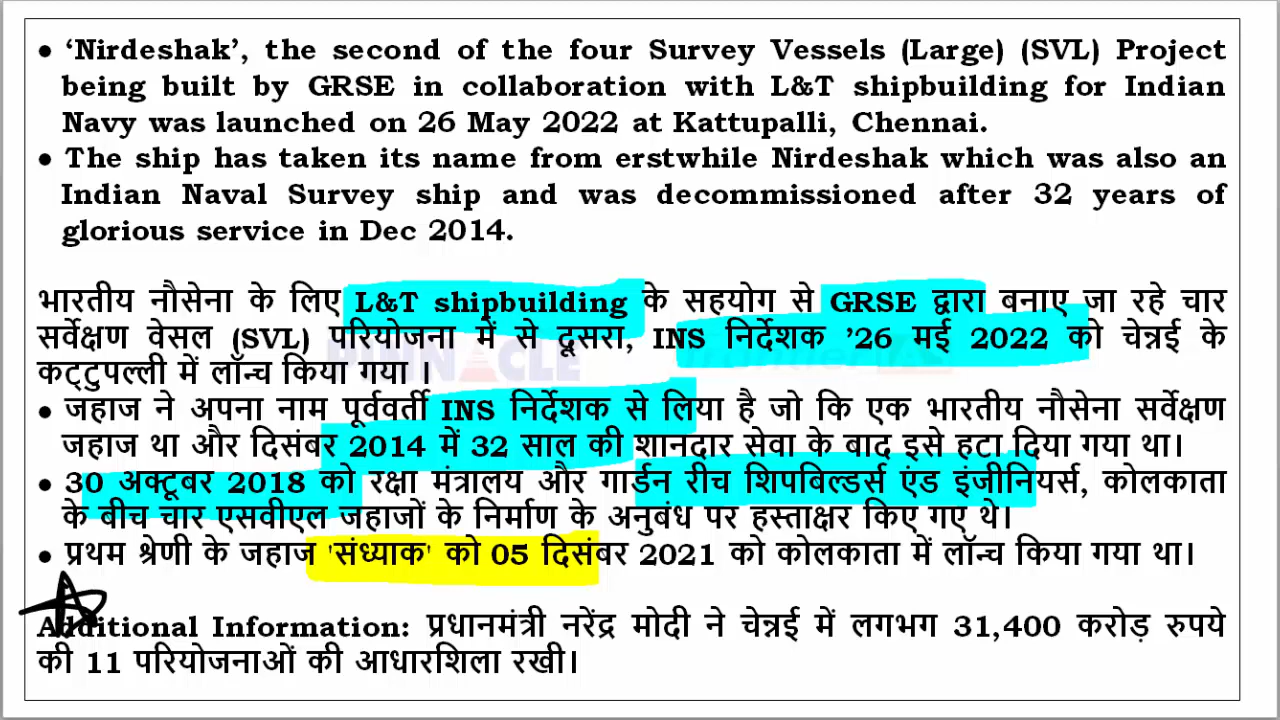 • ‘Nirdeshak’, the second of the four Survey Vessels (Large) (SVL) Project
being built by GRSE in collaboration with L&T shipbuilding for Indian
Navy was launched on 26 May 2022 at Kattupalli, Chennai.
• The ship has taken its name from erstwhile Nirdeshak which was also an
Indian Naval Survey ship and was decommissioned after 32 years of
glorious service in Dec 2014.
भारतीय नौसेना के लिए L&T shipbuilding के सहयोग से GRSE द्वारा बनाए जा रहे चार
सर्वेक्षण वेसल (SVL) परियोजना में से दूसरा, INS निर्देशक ’26 मई 2022 को चेन्नई के
कट्टुपल्ली में लॉन्च किया गया ।
• जहाज ने अपना नाम पूर्ववर्ती INS निर्देशक से लिया है जो कि एक भारतीय नौसेना सर्वेक्षण
जहाज था और दिसंबर 2014 में 32 साल की शानदार सेवा के बाद इसे हटा दिया गया था।
• 30 अक्टूबर 2018 को रक्षा मंत्रालय और गार्डन रीच शिपबिल्डर्स एंड इंजीनियर्स, कोलकाता
के बीच चार एसवीएल जहाजों के निर्माण के अनुबंध पर हस्ताक्षर किए गए थे।
• प्रथम श्रेणी के जहाज 'संध्याक' को 05 दिसंबर 2021 को कोलकाता में लॉन्च किया गया था।
Additional Information: प्रधानमंत्री नरेंद्र मोदी ने चेन्नई में लगभग 31,400 करोड़ रुपये
की 11 परियोजनाओं की आधारशिला रखी।